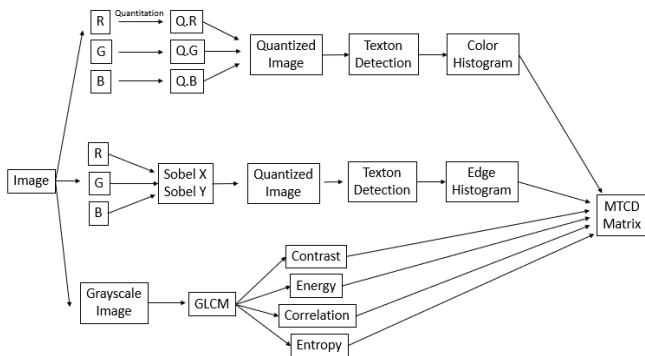 R
Quantitation
Q.R
G
Q.G
B
Q.B
Quantized
Image
Texton
Detection
Color
Histogram
Image
R
G
B
Sobel X
Sobel Y
Quantized
Image
Texton
Detection
Edge
Histogram
MTCD
Matrix
Grayscale
Image
GLCM
Contrast
Energy
Correlation
Entropy